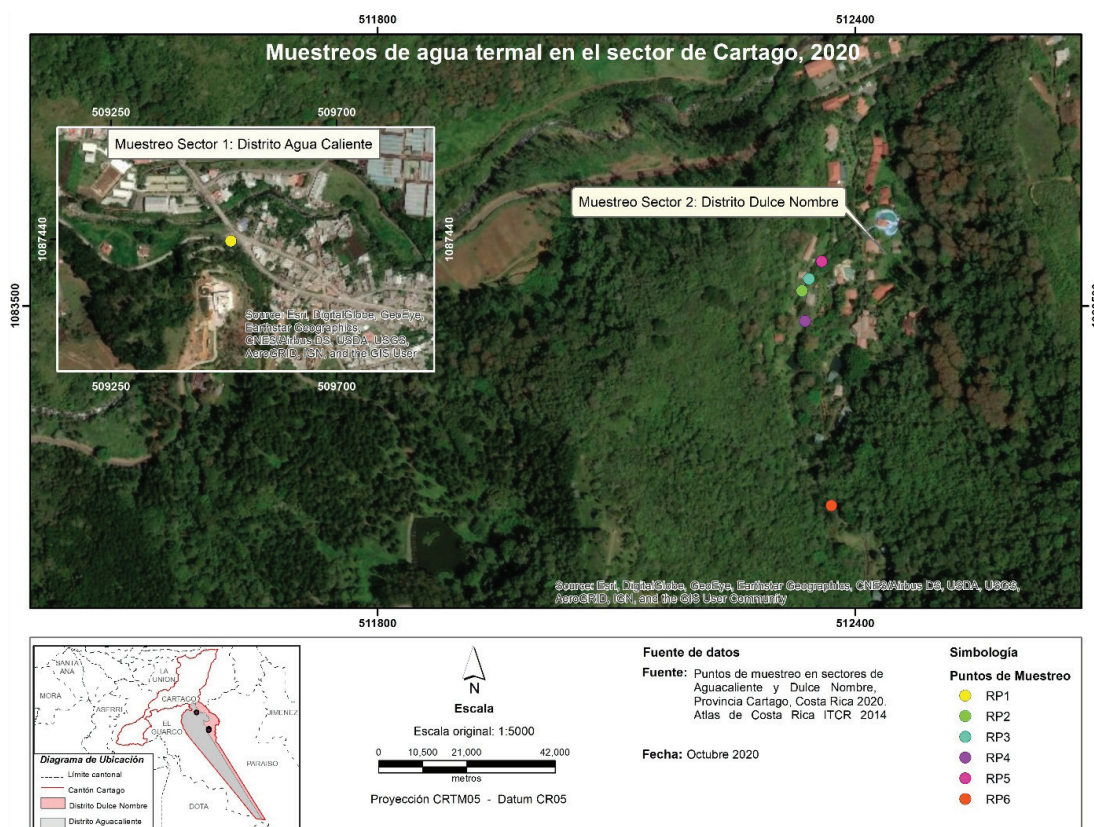 511800
512400
Muestreos de agua termal en el sector de Cartago, 2020
509250
509700
Muestreo Sector 1: Distrito Agua Caliente
1087440
1087440
Source: Esri, DigitalGlobe, GeoEye,
Earthstar Geographics,
CNES/Airbus DS, USDA, USGS,
AeroGRID, IGN, and the GIS User
509250
509700
Muestreo Sector 2: Distrito Dulce Nombre
1083500
Source: Esri, DigitalGlobe, GeoEye, Earthstar Geographics, CNES/Airbus DS, USDA, USGS,
AeroGRID, IGN, and the GIS User Community
511800
512400
SANTA
ANA
LA
UNION
MORA
CARTAGO
ASERRI
JIMENEZ
EL
GUARCO
PARAISO
DOTA
Diagrama de Ubicación
Límite cantonal
Cantón Cartago
Distrito Dulce Nombre
Distrito Aguacaliente
N
Escala
Escala original: 1:5000
0 10,500 21,000 42,000
metros
Proyección CRTM05 - Datum CR05
Fuente de datos
Fuente: Puntos de muestreo en sectores de
Aguacaliente y Dulce Nombre,
Provincia Cartago, Costa Rica 2020.
Atlas de Costa Rica ITCR 2014
Fecha: Octubre 2020
Simbología
Puntos de Muestreo
RP1
RP2
RP3
RP4
RP5
RP6